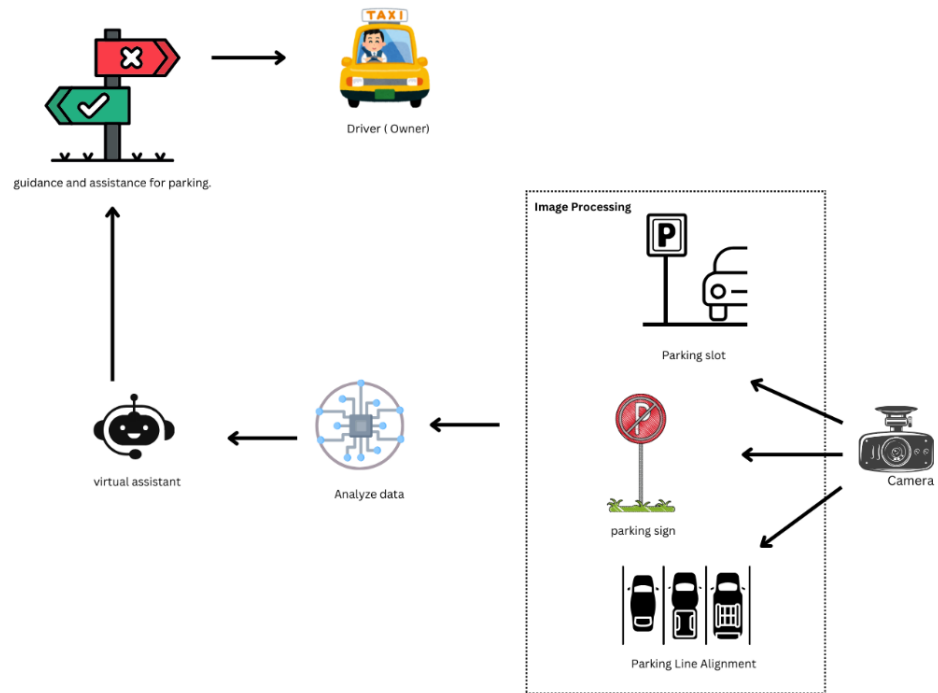 TAXI
Driver ( Owner)
guidance and assistance for parking.
Image Processing
P
Parking slot
P
parking sign
Parking Line Alignment
Camera
Analyze data
virtual assistant